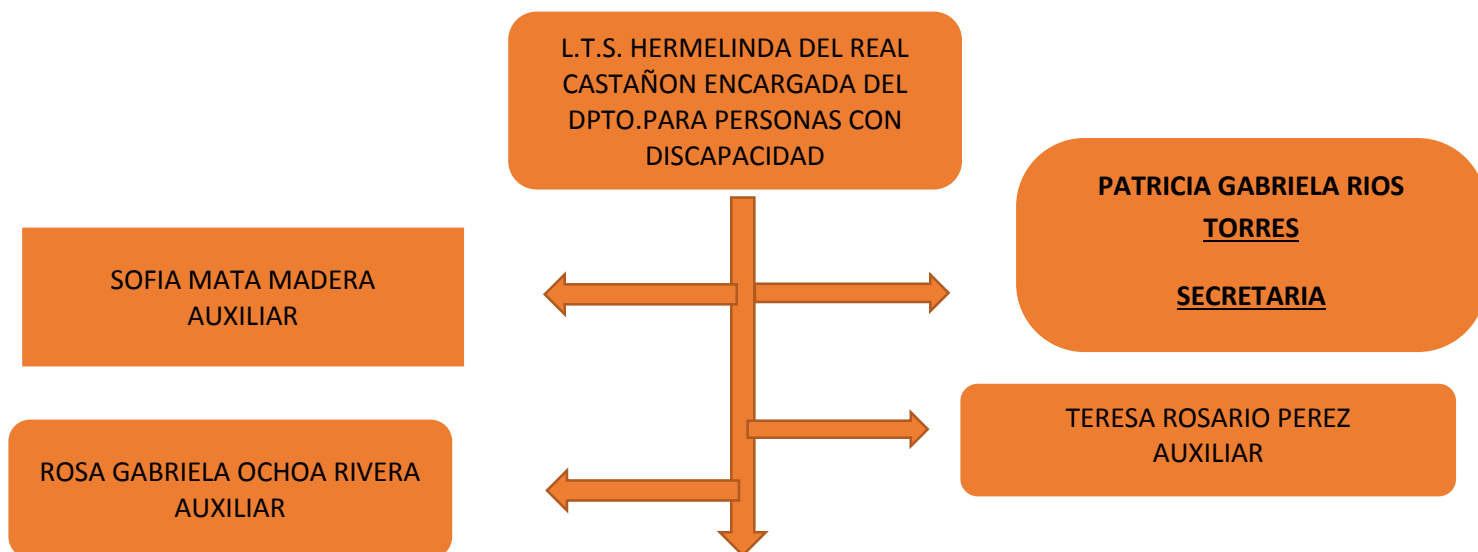 L.T.S. HERMELINDA DEL REAL
CASTAÑON ENCARGADA DEL
DPTO.PARA PERSONAS CON
DISCAPACIDAD
PATRICIA GABRIELA RIOS
TORRES
SECRETARIA
SOFIA MATA MADERA
AUXILIAR
TERESA ROSARIO PEREZ
AUXILIAR
ROSA GABRIELA OCHOA RIVERA
AUXILIAR